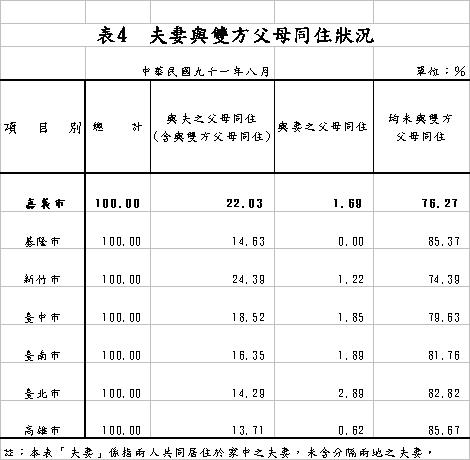 表4 夫妻與雙方父母同住狀況
中華民國九十一年八月 單位：%
項 目 別 總 計 與夫之父母同住 (含與雙方父母同住) 與妻之父母同住 均未與雙方 父母同住
嘉義市 100.00 22.03 1.69 76.27
基隆市 100.00 14.63 0.00 85.37
新竹市 100.00 24.39 1.22 74.39
臺中市 100.00 18.52 1.85 79.63
臺南市 100.00 16.35 1.89 81.76
臺北市 100.00 14.29 2.89 82.82
高雄市 100.00 13.71 0.62 85.67
註：本表「夫妻」係指兩人共同居住於家中之夫妻，未含分隔兩地之夫妻。